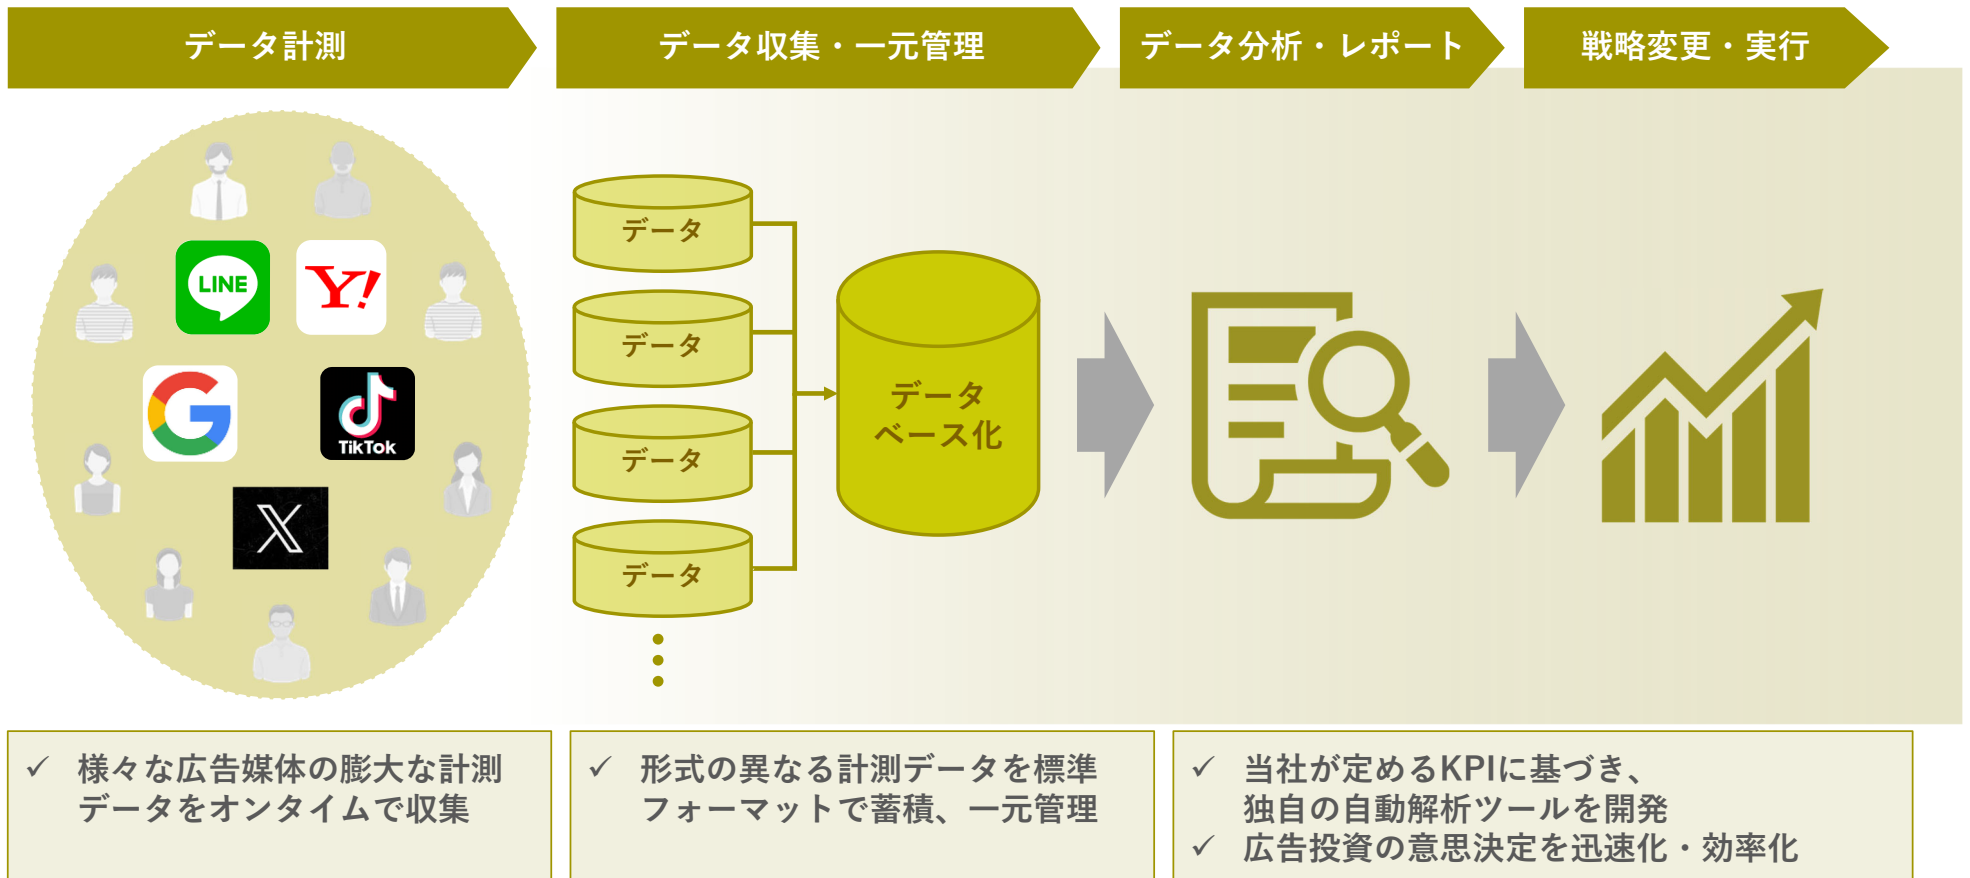 データ計測
データ収集・一元管理
データ分析・レポート
戦略変更・実行
LINE
Y!
G
TikTok
X
データ
データ
データ
データ
データ
ベース化
✓ 様々な広告媒体の膨大な計測
データをオンタイムで収集
✓ 形式の異なる計測データを標準
フォーマットで蓄積、一元管理
✓ 当社が定めるKPIに基づき、
独自の自動解析ツールを開発
✓ 広告投資の意思決定を迅速化・効率化